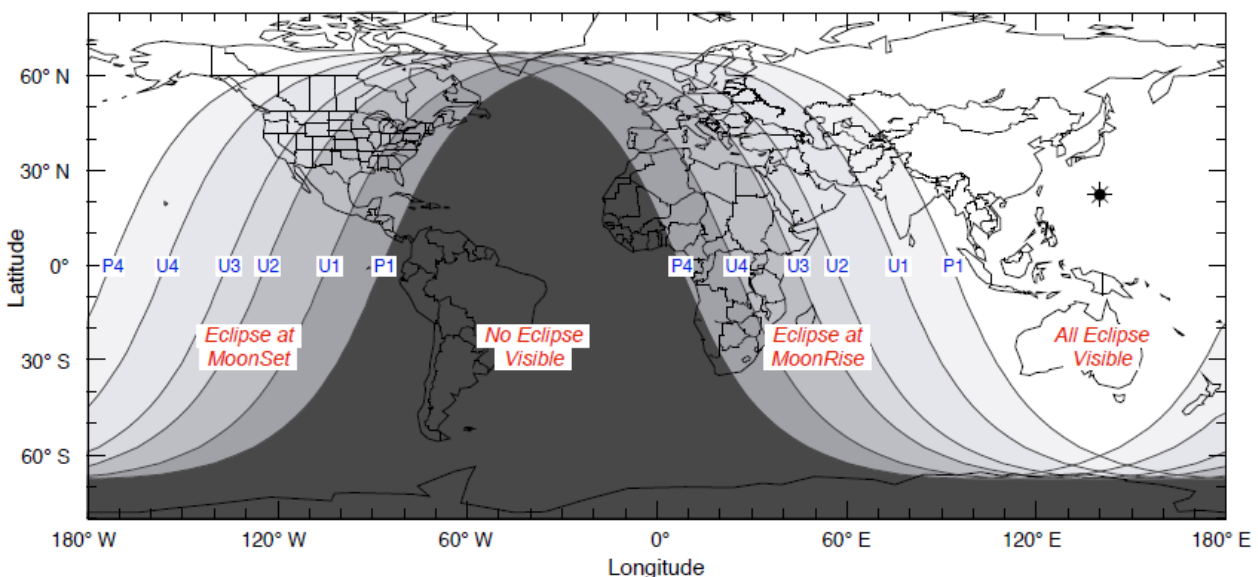 60° N
30° N
0°
30° S
60° S
Latitude
P4 U4 U3 U2 U1 P1 P4 U4 U3 U2 U1 P1
Eclipse at
MoonSet
No Eclipse
Visible
Eclipse at
MoonRise
All Eclipse
Visible
180° W 120° W 60° W 0° 60° E 120° E 180° E
Longitude